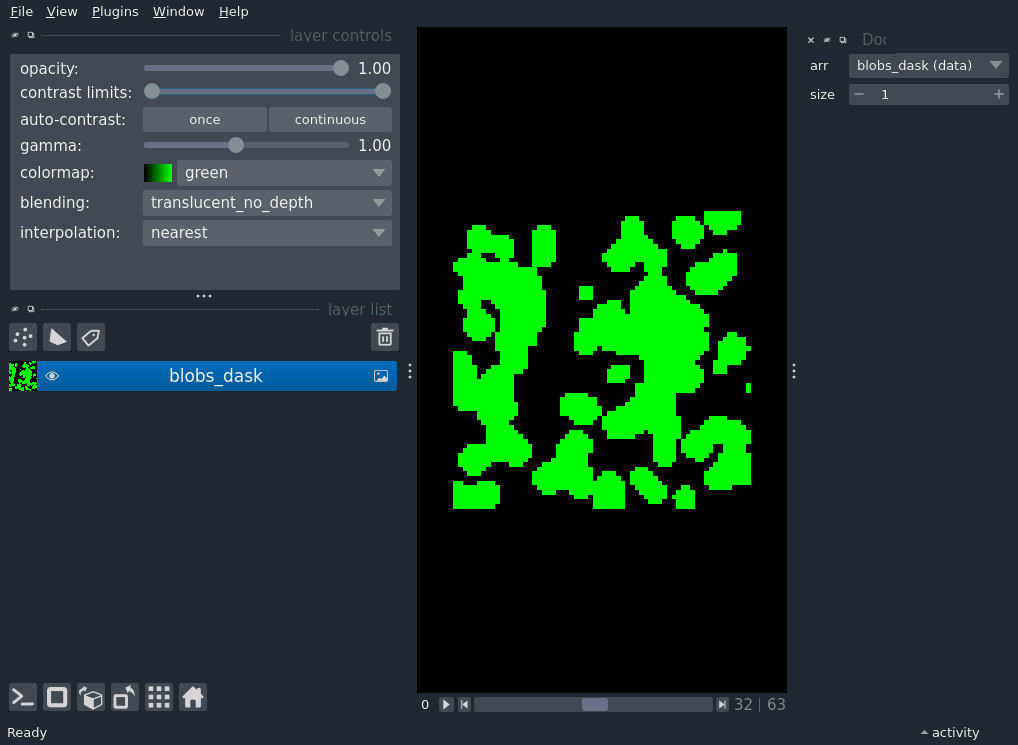 File View Plugins Window Help
layer controls
opacity: 1.00
contrast limits:
auto-contrast: once continuous
gamma: 1.00
colormap: green
blending: translucent_no_depth
interpolation: nearest
layer list
blobs_dask
Doc
arr blobs_dask (data)
size 1
0 32 | 63
Ready
activity